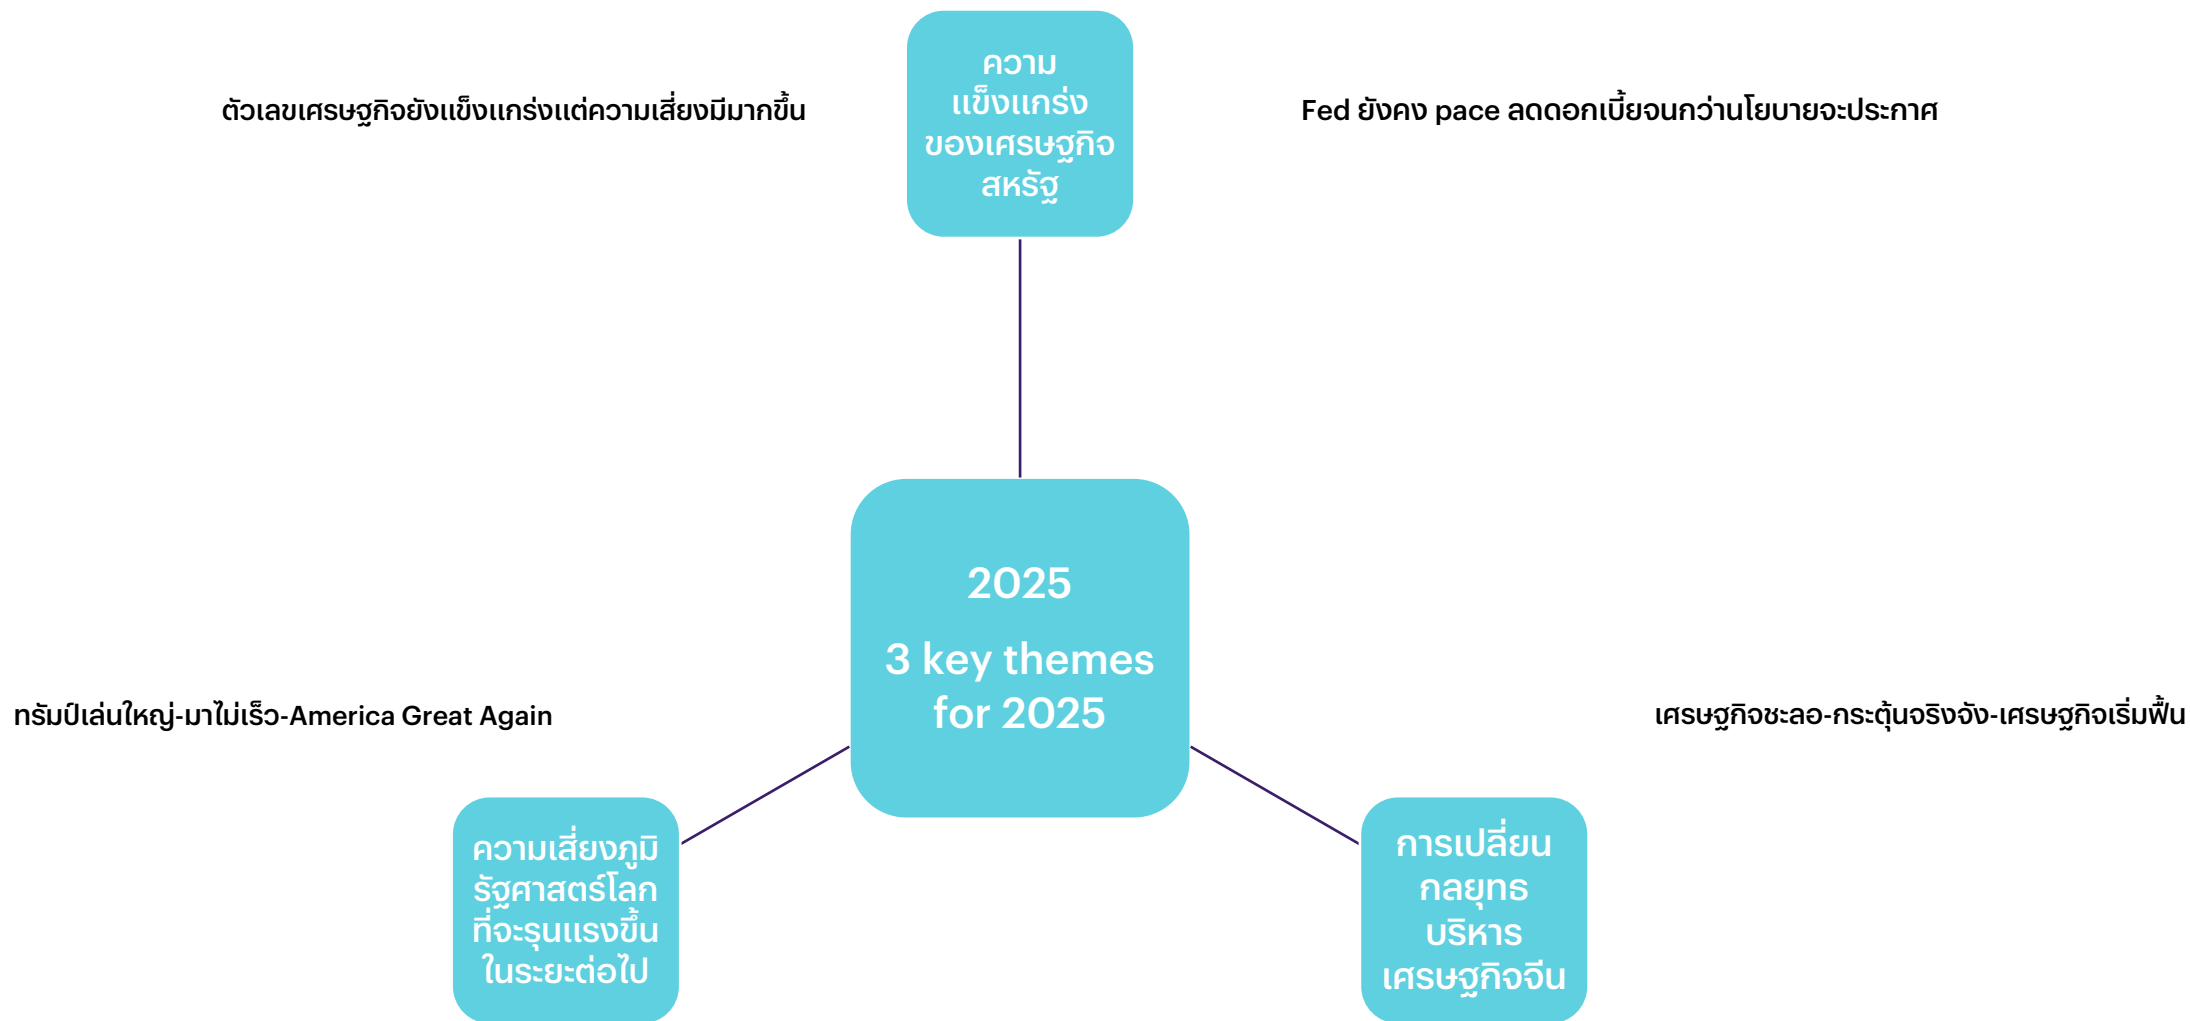 ความ
แข็งแกร่ง
ของเศรษฐกิจ
สหรัฐ
ตัวเลขเศรษฐกิจยังแข็งแกร่งแต่ความเสี่ยงมีมากขึ้น
Fed ยังคง pace ลดดอกเบี้ยจนกว่านโยบายจะประกาศ
2025
3 key themes
for 2025
ทรัมป์เล่นใหญ่-มาไม่เร็ว-America Great Again
เศรษฐกิจชะลอ-กระตุ้นจริงจัง-เศรษฐกิจเริ่มฟื้น
ความเสี่ยงภูมิ
รัฐศาสตร์โลก
ที่จะรุนแรงขึ้น
ในระยะต่อไป
การเปลี่ยน
กลยุทธ
บริหาร
เศรษฐกิจจีน